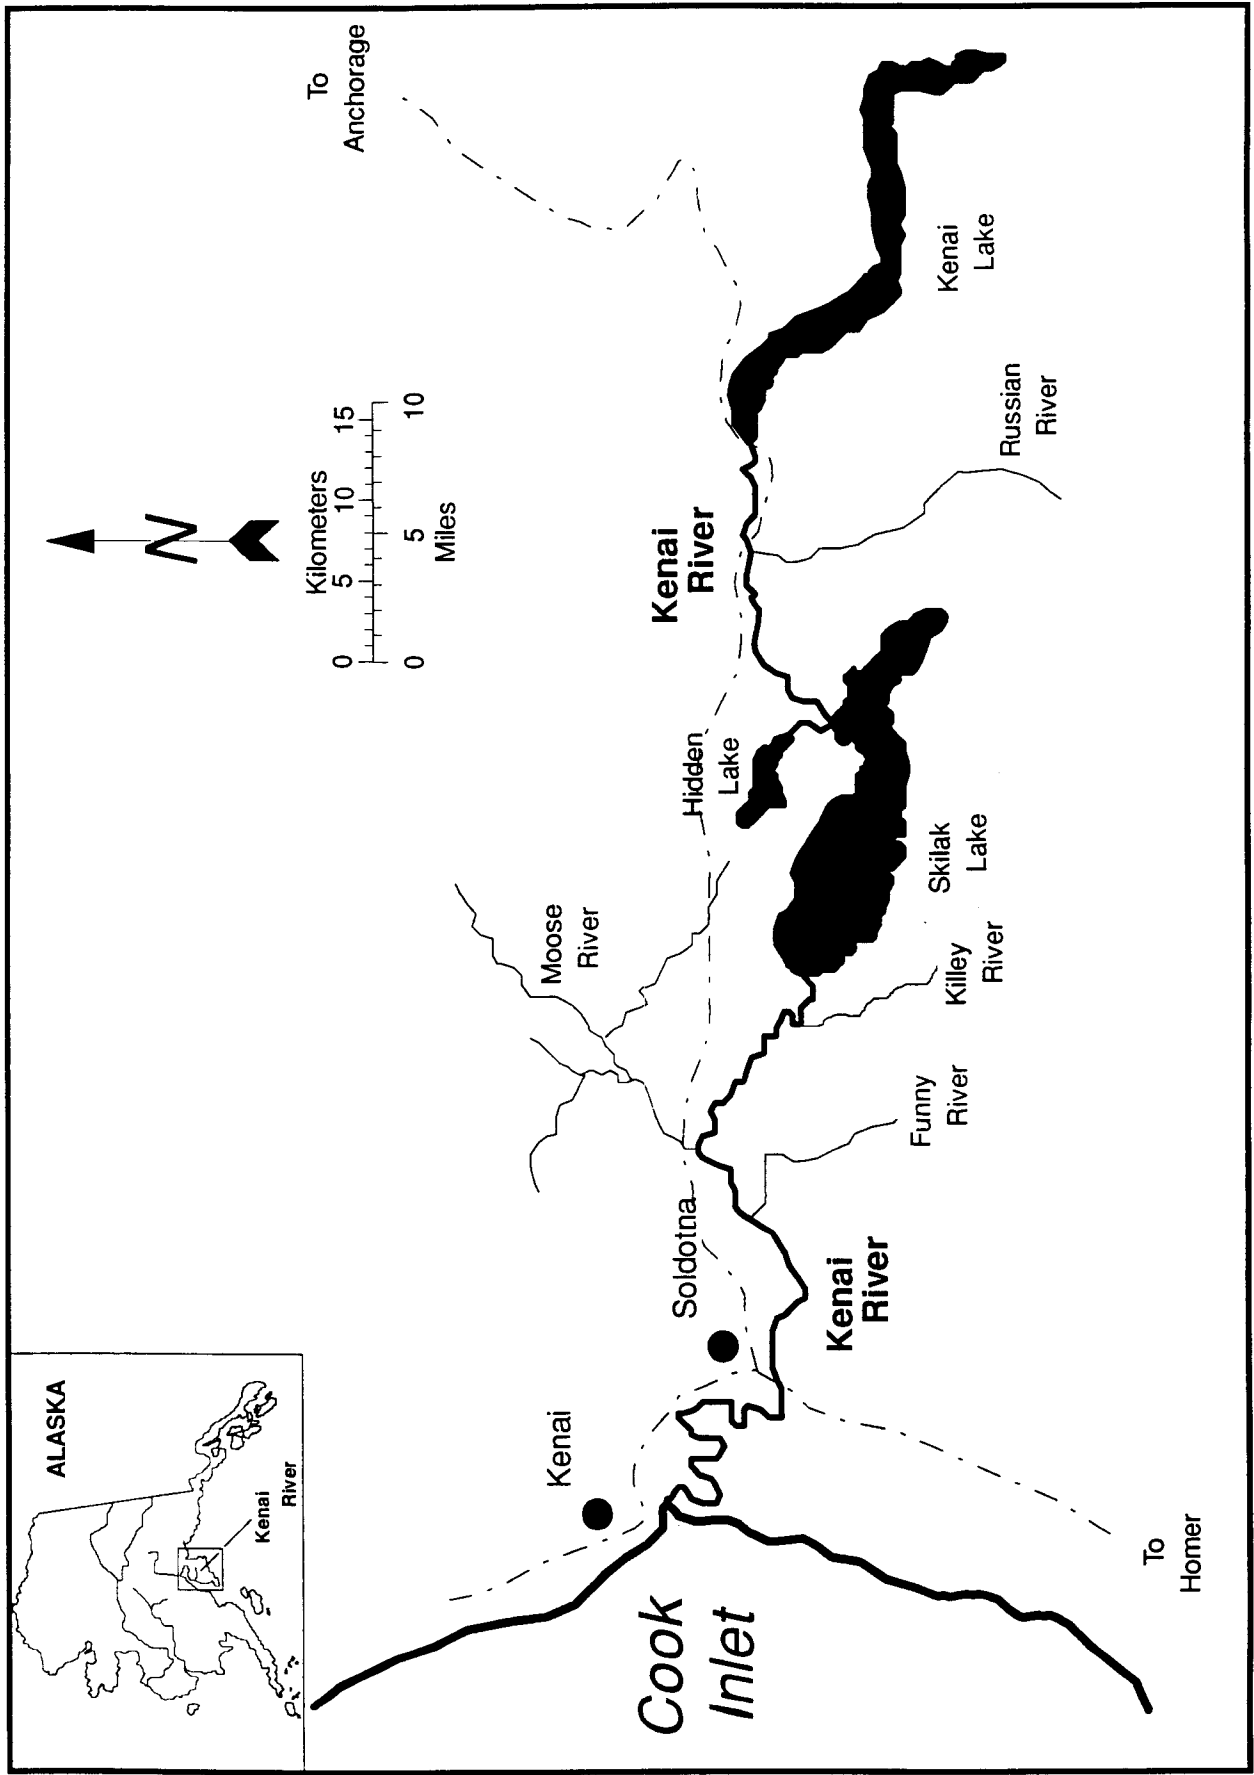 ALASKA
Kenai
River
N
Kilometers
0 5 10 15
0 5 10
Miles
To
Anchorage
Kenai
Soldotna
Moose
River
Hidden
Lake
Kenai
River
Cook
Inlet
Kenai
River
Funny
River
Killey
River
Skilak
Lake
Russian
River
Kenai
Lake
To
Homer